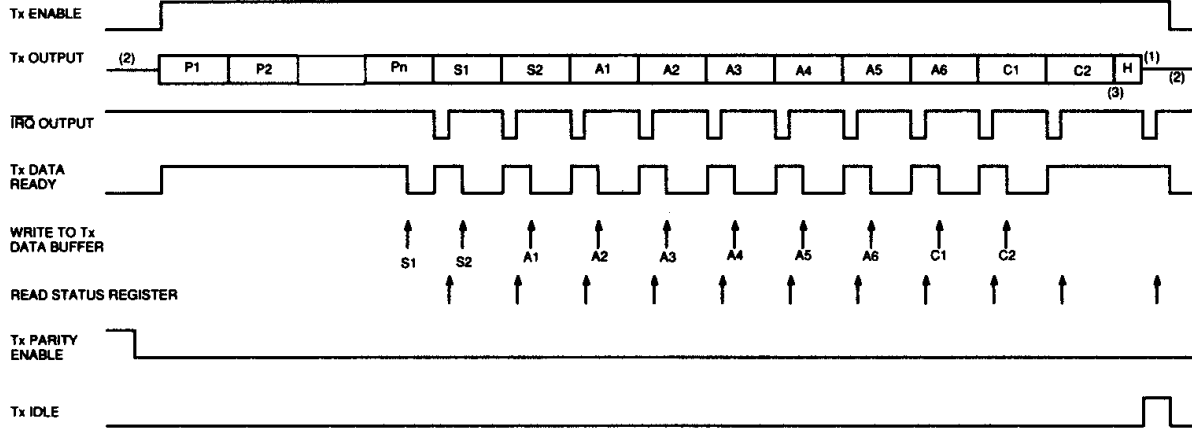 Tx ENABLE
Tx OUTPUT (2) P1 P2 Pn S1 S2 A1 A2 A3 A4 A5 A6 C1 C2 H (1)
(3) (2)
IRQ OUTPUT
Tx DATA
READY
WRITE TO Tx
DATA BUFFER
S1 S2 A1 A2 A3 A4 A5 A6 C1 C2
READ STATUS REGISTER
Tx PARITY
ENABLE
Tx IDLE